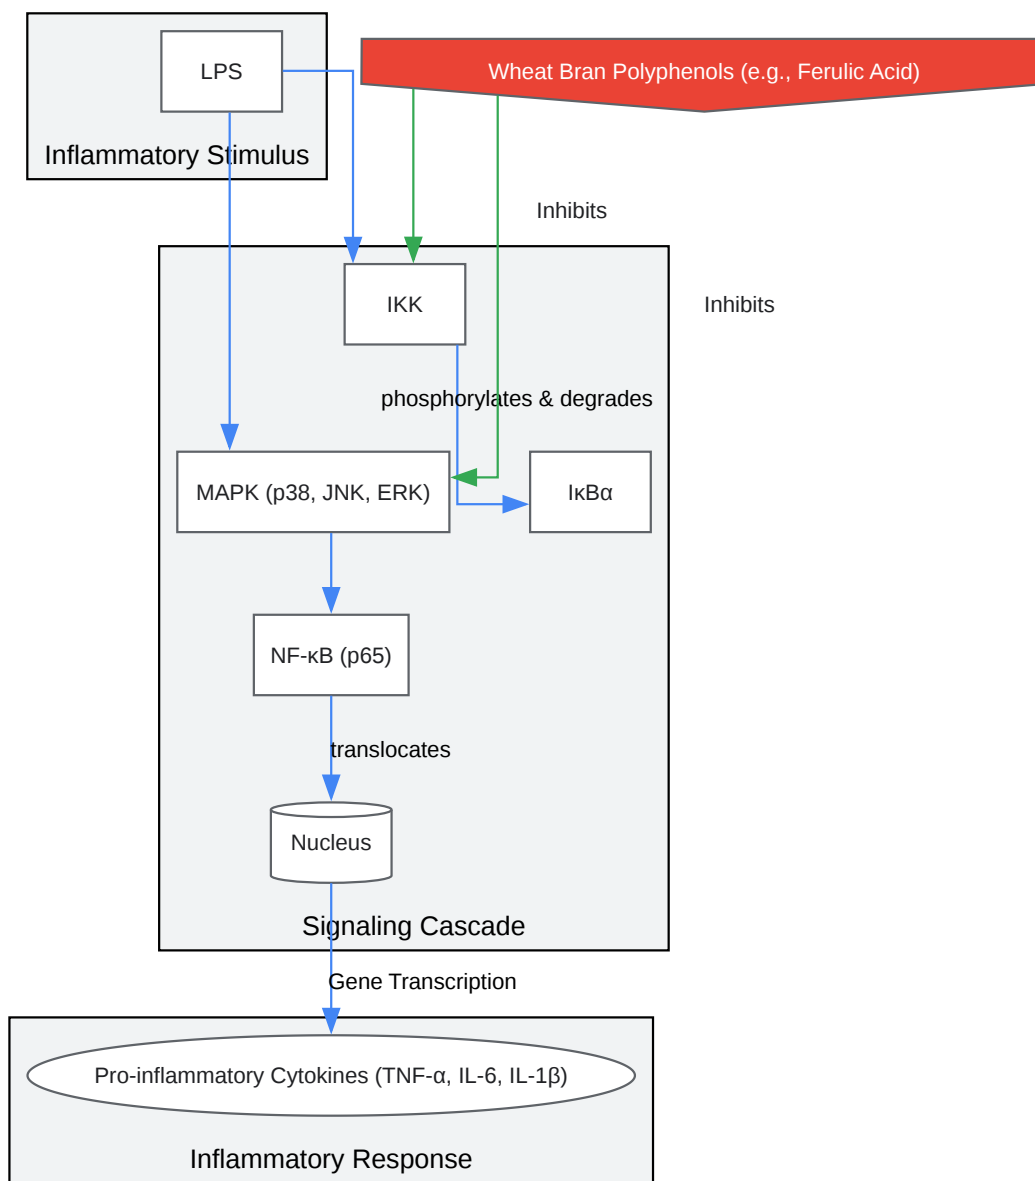 LPS
Wheat Bran Polyphenols (e.g., Ferulic Acid)
Inflammatory Stimulus
Inhibits
IKK
Inhibits
phosphorylates & degrades
MAPK (p38, JNK, ERK)
IκBα
NF-κB (p65)
translocates
Nucleus
Signaling Cascade
Gene Transcription
Pro-inflammatory Cytokines (TNF-α, IL-6, IL-1β)
Inflammatory Response